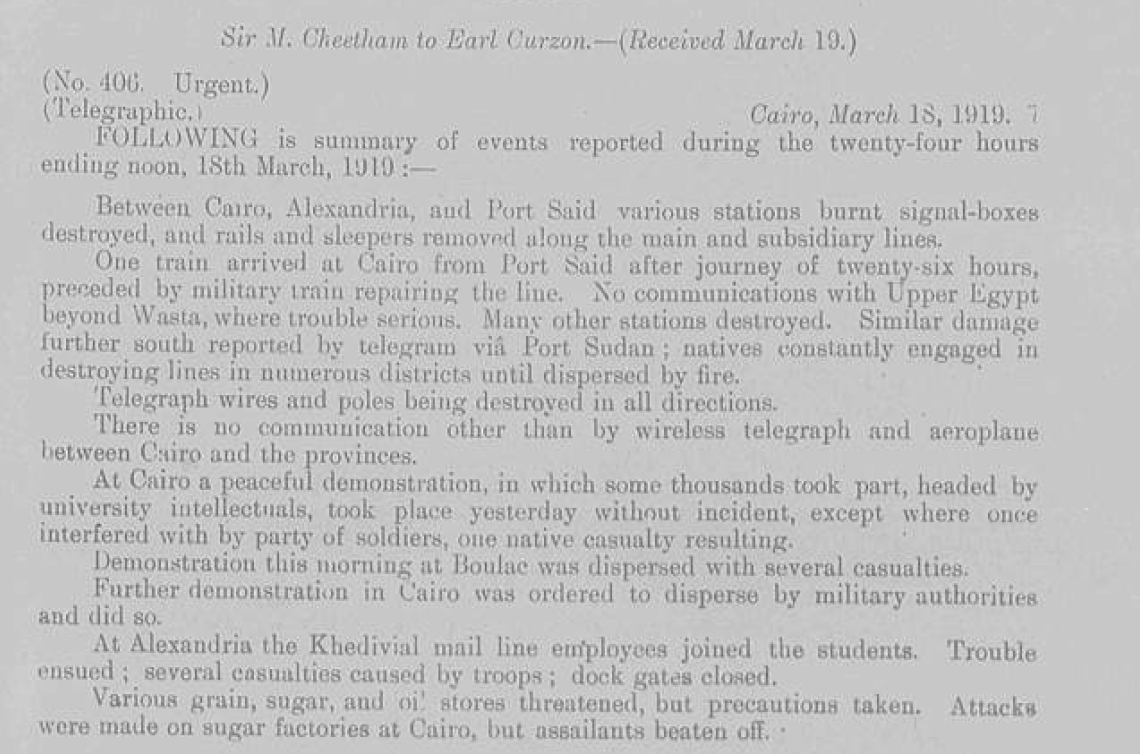 Sir M. Cheetham to Earl Curzon.—(Received March 19.)
(No. 406. Urgent.)
(Telegraphic.) Cairo, March 18, 1919. 7
FOLLOWING is summary of events reported during the twenty-four hours
ending noon, 18th March, 1919 :—
Between Cairo, Alexandria, and Port Said various stations burnt signal-boxes
destroyed, and rails and sleepers removed along the main and subsidiary lines.
One train arrived at Cairo from Port Said after journey of twenty-six hours,
preceded by military train repairing the line. No communications with Upper Egypt
beyond Wasta, where trouble serious. Many other stations destroyed. Similar damage
further south reported by telegram viâ Port Sudan ; natives constantly engaged in
destroying lines in numerous districts until dispersed by fire.
Telegraph wires and poles being destroyed in all directions.
There is no communication other than by wireless telegraph and aeroplane
between Cairo and the provinces.
At Cairo a peaceful demonstration, in which some thousands took part, headed by
university intellectuals, took place yesterday without incident, except where once
interfered with by party of soldiers, one native casualty resulting.
Demonstration this morning at Boulac was dispersed with several casualties.
Further demonstration in Cairo was ordered to disperse by military authorities
and did so.
At Alexandria the Khedivial mail line employees joined the students. Trouble
ensued ; several casualties caused by troops ; dock gates closed.
Various grain, sugar, and oil stores threatened, but precautions taken. Attacks
were made on sugar factories at Cairo, but assailants beaten off.